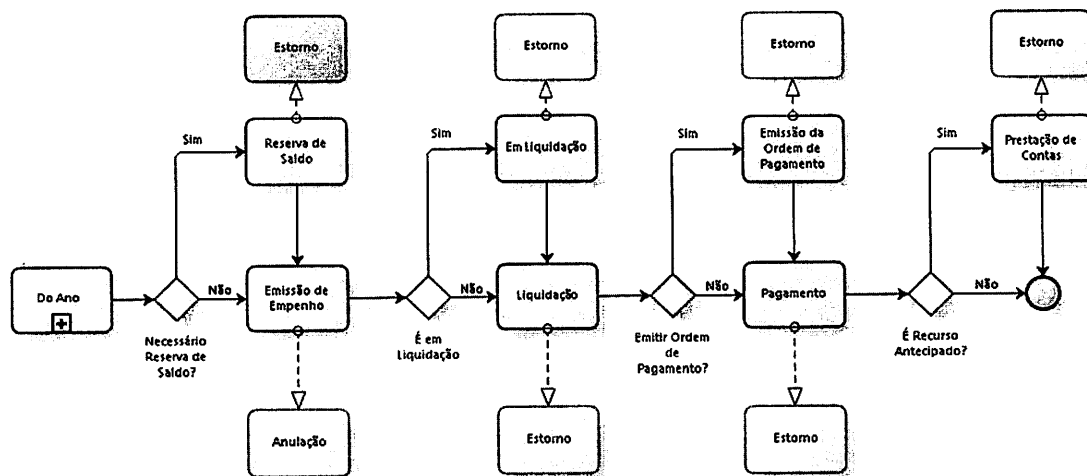 Estorno
Estorno
Estorno
Estorno
Sim
Reserva de
Saldo
Sim
Em Liquidação
Sim
Emissão da
Ordem de
Pagamento
Sim
Prestação de
Contas
Do Ano
Não
Emissão de
Empenho
Não
Liquidação
Não
Pagamento
Não
Necessário
Reserva de
Saldo?
É em
Liquidação
Emitir Ordem
de
Pagamento?
É Recurso
Antecipado?
Anulação
Estorno
Estorno